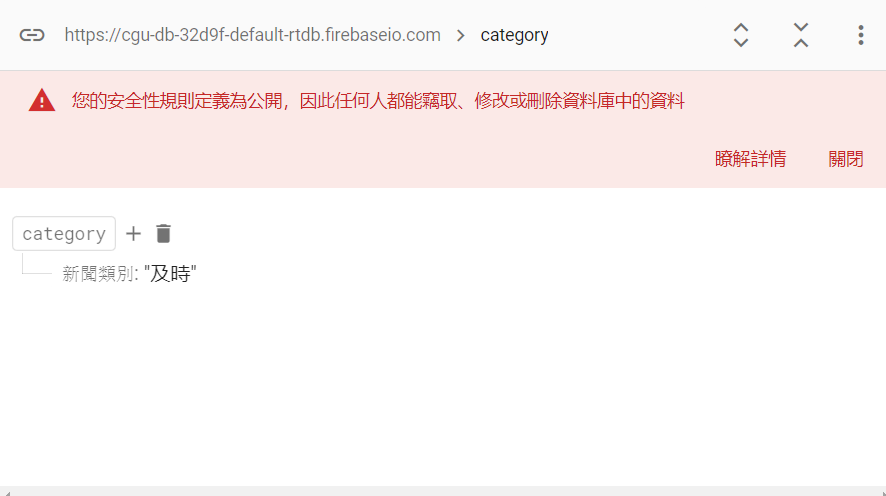 https://cgu-db-32d9f-default-rtdb.firebaseio.com > category
您的安全性規則定義為公開，因此任何人都能竊取、修改或刪除資料庫中的資料
瞭解詳情 關閉
category
新聞類別: "及時"